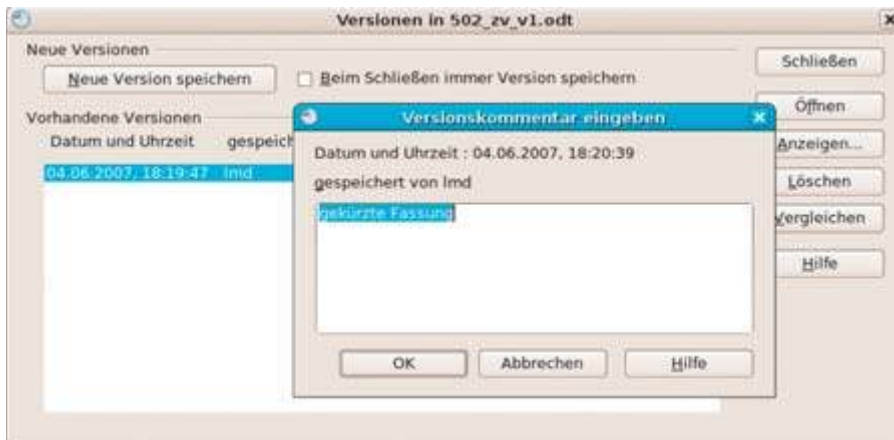 Versionen in 502_zv_v1.odt
Neue Versionen
Neue Version speichern
Beim Schließen immer Version speichern
Schließen
Vorhandene Versionen
Datum und Uhrzeit
04.06.2007, 18:19:47 lmd
Versionskommentar eingeben
Datum und Uhrzeit : 04.06.2007, 18:20:39
gespeichert von lmd
gekürzte Fassung
OK
Abbrechen
Hilfe
Öffnen
Anzeigen...
Löschen
Vergleichen
Hilfe